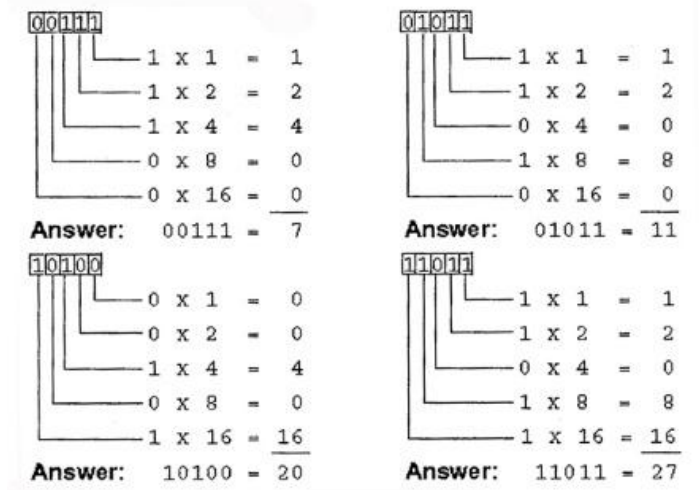 00111
1 x 1 = 1
1 x 2 = 2
1 x 4 = 4
0 x 8 = 0
0 x 16 = 0
Answer: 00111 = 7
01011
1 x 1 = 1
1 x 2 = 2
0 x 4 = 0
1 x 8 = 8
0 x 16 = 0
Answer: 01011 = 11
10100
0 x 1 = 0
0 x 2 = 0
1 x 4 = 4
0 x 8 = 0
1 x 16 = 16
Answer: 10100 = 20
11011
1 x 1 = 1
1 x 2 = 2
0 x 4 = 0
1 x 8 = 8
1 x 16 = 16
Answer: 11011 = 27